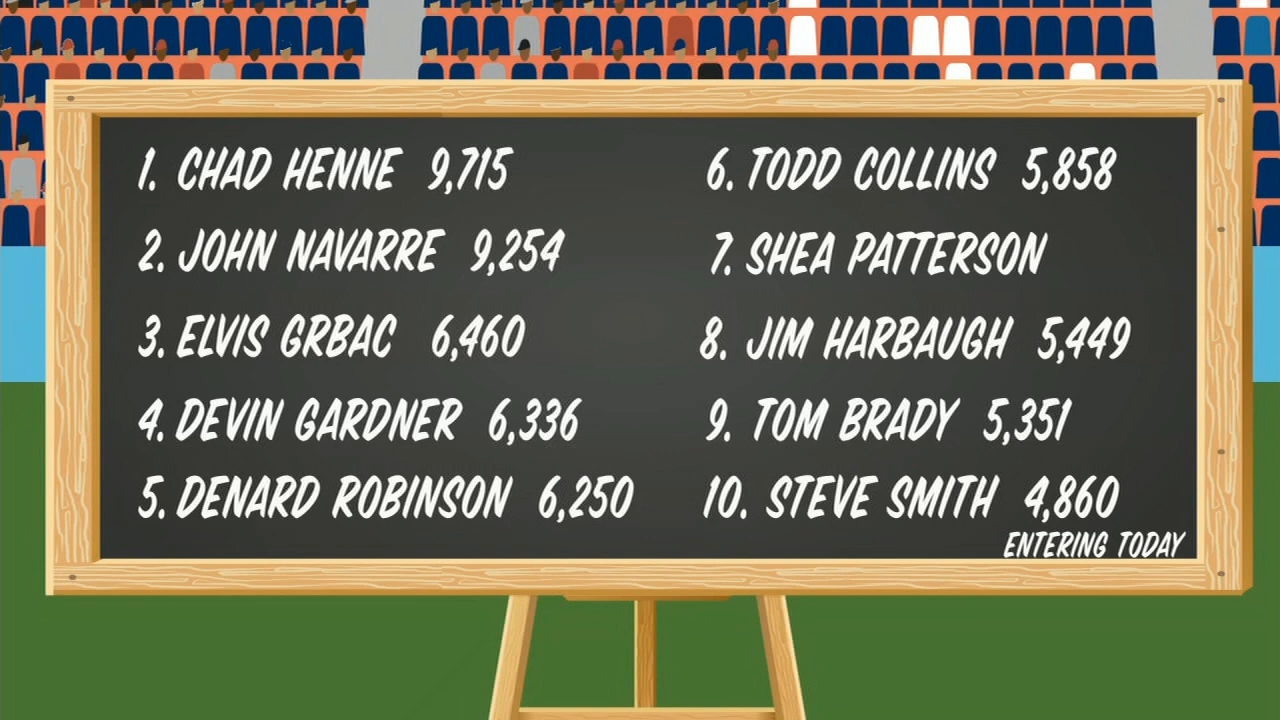 1. CHAD HENNE 9,715
2. JOHN NAVARRE 9,254
3. ELVIS GRBAC 6,460
4. DEVIN GARDNER 6,336
5. DENARD ROBINSON 6,250
6. TODD COLLINS 5,858
7. SHEA PATTERSON
8. JIM HARBAUGH 5,449
9. TOM BRADY 5,351
10. STEVE SMITH 4,860
ENTERING TODAY